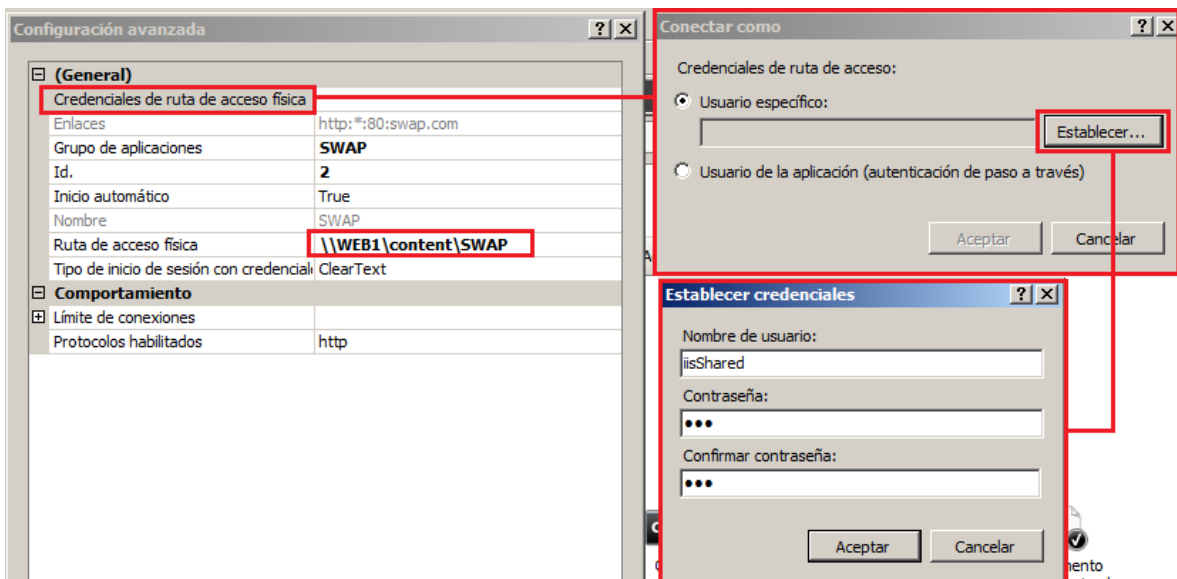 Configuración avanzada
(General)
Credenciales de ruta de acceso física
Enlaces http:*:80:swap.com
Grupo de aplicaciones SWAP
Id. 2
Inicio automático True
Nombre SWAP
Ruta de acceso física \\WEB1\content\SWAP
Tipo de inicio de sesión con credenciale ClearText
Comportamiento
Límite de conexiones
Protocolos habilitados http
Conectar como
Credenciales de ruta de acceso:
Usuario específico:
Establecer...
Usuario de la aplicación (autenticación de paso a través)
Aceptar Cancelar
Establecer credenciales
Nombre de usuario:
iisShared
Contraseña:
•••
Confirmar contraseña:
•••
Aceptar Cancelar